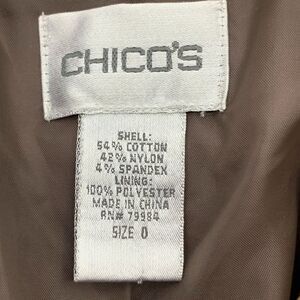 CHICO'S
SHELL:
54% COTTON
42% NYLON
4% SPANDEX
LINING:
100% POLYESTER
MADE IN CHINA
RN# 79984
SIZE 0